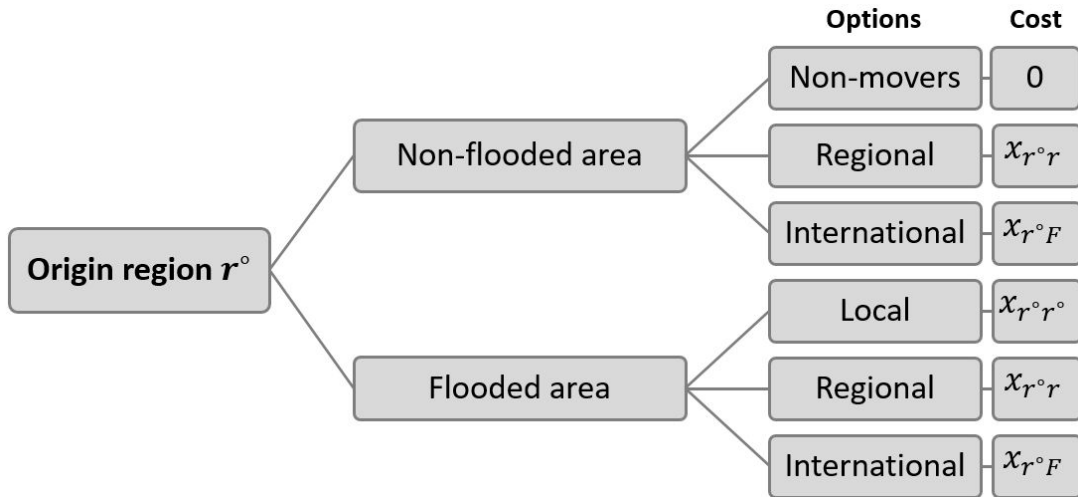 Options Cost
Non-movers 0
Non-flooded area Regional x_{r°r}
International x_{r°F}
Origin region r°
Local x_{r°r°}
Flooded area Regional x_{r°r}
International x_{r°F}